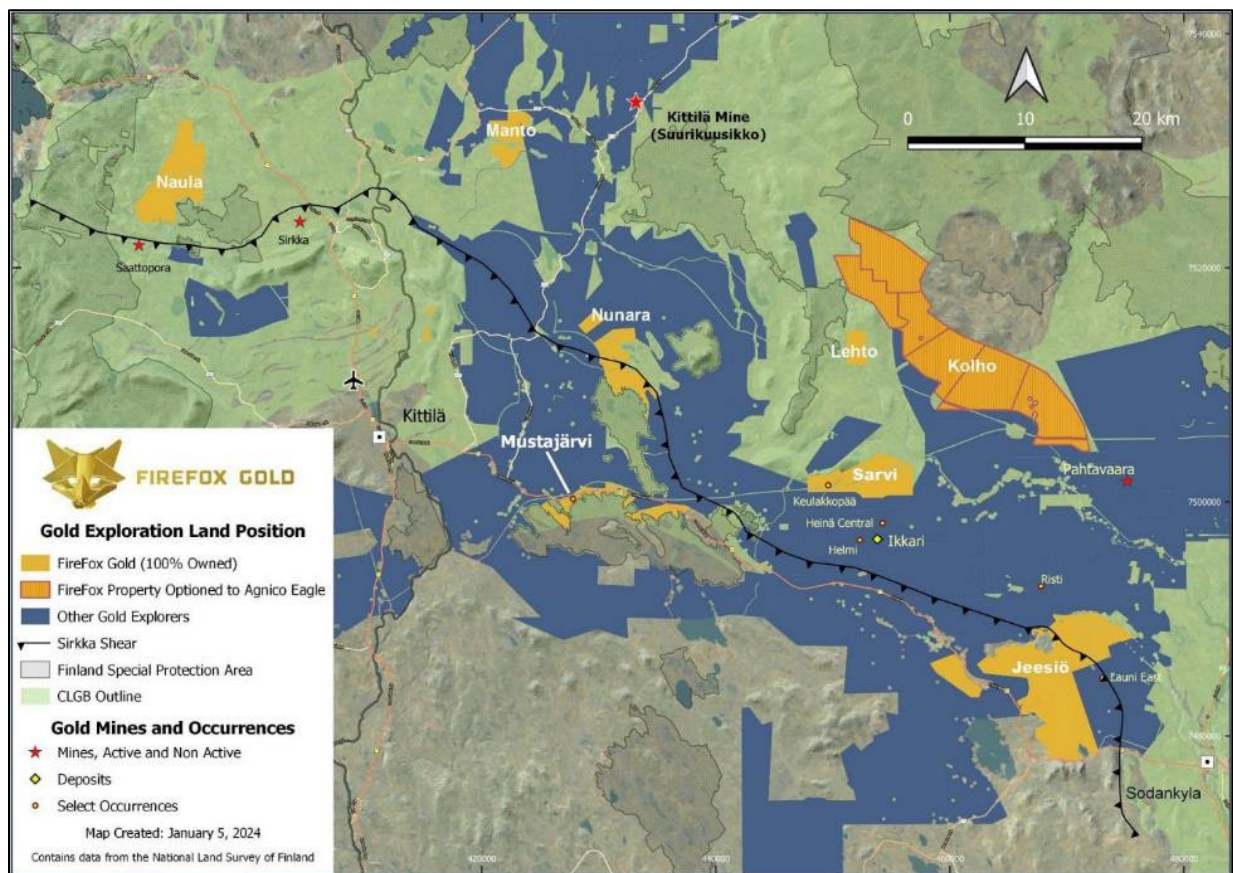 7540000
Kittilä Mine
(Suurikuusikko)
0 10 20 km
Manto
Naula
Sirkka
Saattopora
7520000
Nunara
Lehto
Kolho
Kittilä
Mustajärvi
Sarvi
Pahtavaara
Keulakkopää
7500000
Heinä Central
Helmi
Ikkari
Risti
Jeesiö
Launi East
7480000
Sodankyla
FIREFOX GOLD
Gold Exploration Land Position
FireFox Gold (100% Owned)
FireFox Property Optioned to Agnico Eagle
Other Gold Explorers
Sirkka Shear
Finland Special Protection Area
CLGB Outline
Gold Mines and Occurrences
Mines, Active and Non Active
Deposits
Select Occurrences
Map Created: January 5, 2024
Contains data from the National Land Survey of Finland
420000
440000
460000
480000